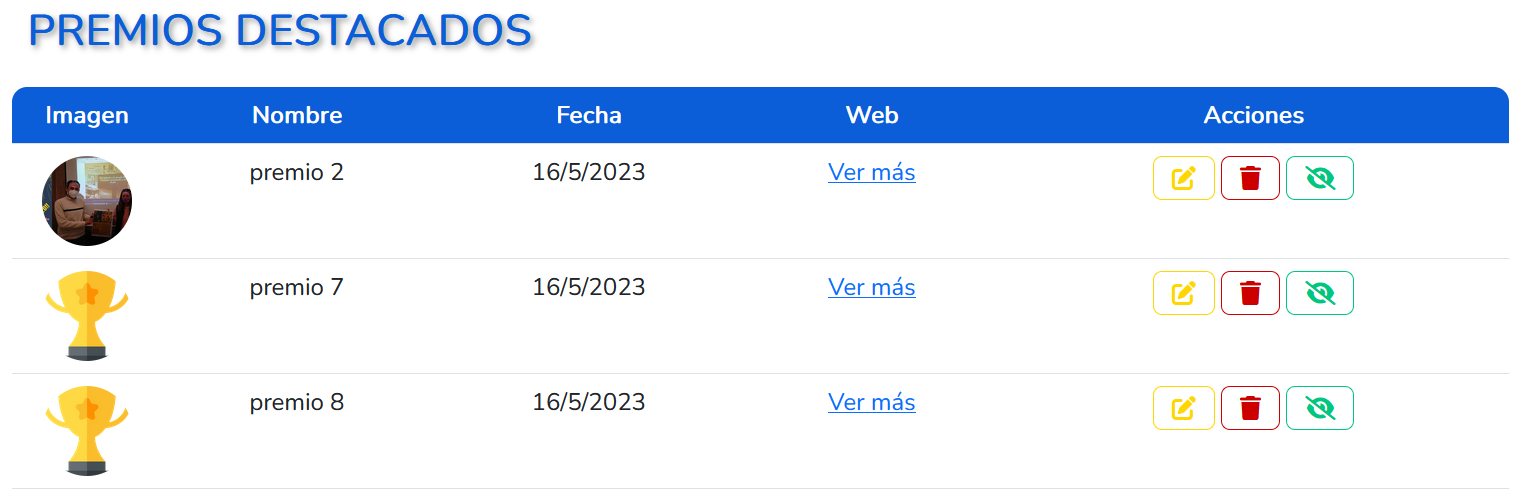 PREMIOS DESTACADOS
Imagen Nombre Fecha Web Acciones
premio 2 16/5/2023 Ver más
premio 7 16/5/2023 Ver más
premio 8 16/5/2023 Ver más